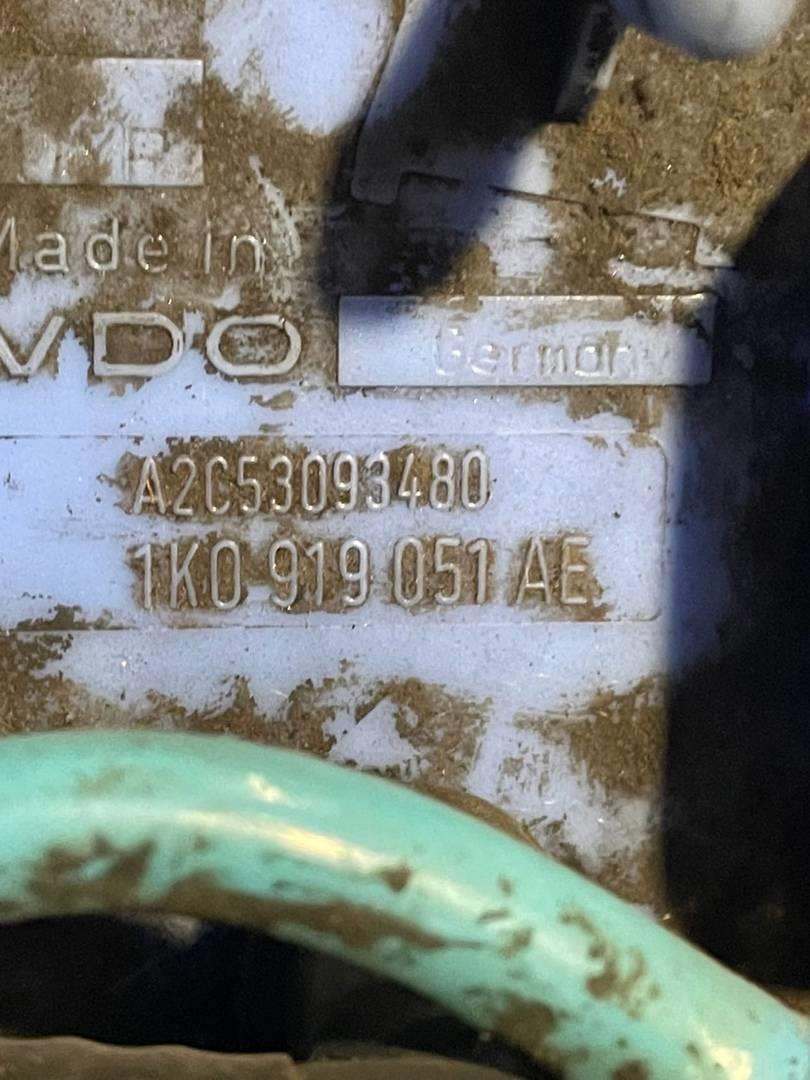 Made in
VDO Germany
A2C53093480
1K0 919 051 AE